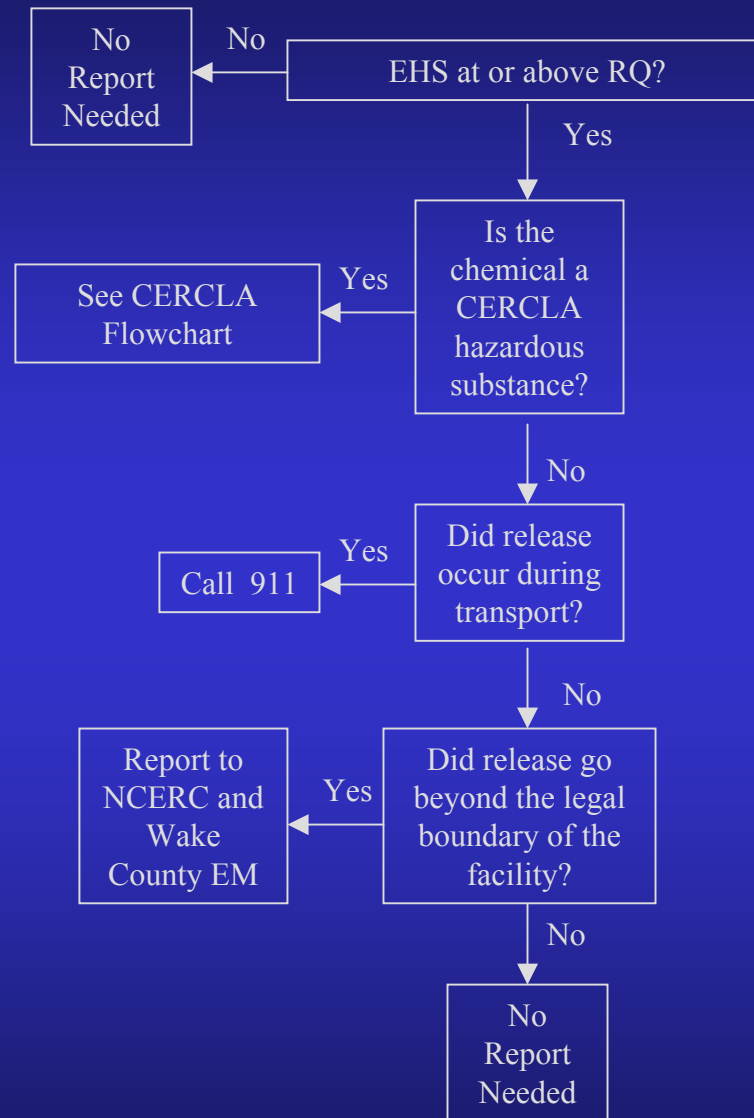 No
Report
Needed
No
EHS at or above RQ?
Yes
Is the
chemical a
CERCLA
hazardous
substance?
Yes
See CERCLA
Flowchart
No
Did release
occur during
transport?
Yes
Call 911
No
Did release go
beyond the legal
boundary of the
facility?
Yes
Report to
NCERC and
Wake
County EM
No
No
Report
Needed